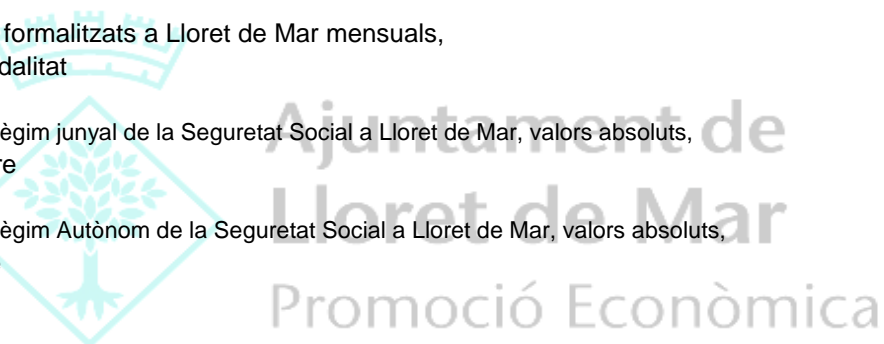 formalitzats a Lloret de Mar mensuals,
dalitat
ègim junyal de la Seguretat Social a Lloret de Mar, valors absoluts,
re
ègim Autònom de la Seguretat Social a Lloret de Mar, valors absoluts,
Ajuntament de
Lloret de Mar
Promoció Econòmica